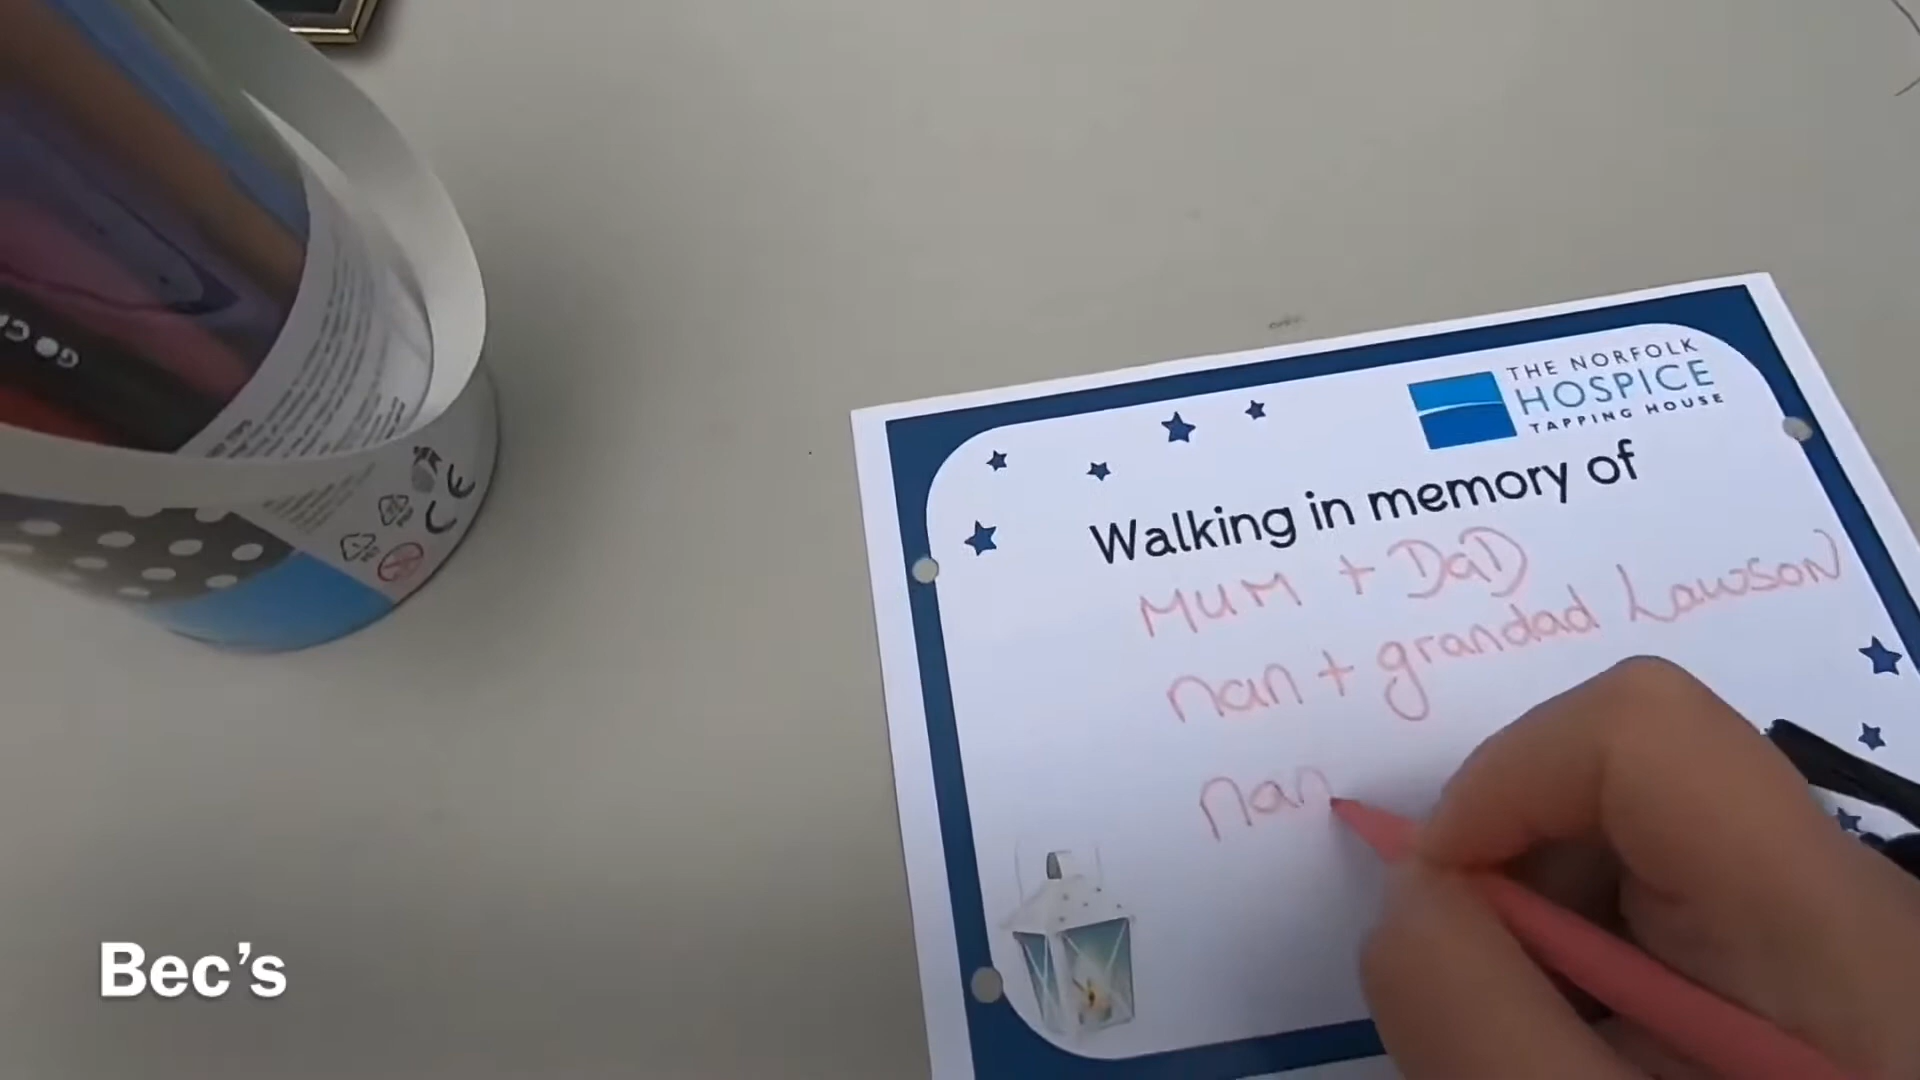 THE NORFOLK
HOSPICE
TAPPING HOUSE
Walking in memory of
MUM + DaD
nan + grandad Lawson
nan
Bec's